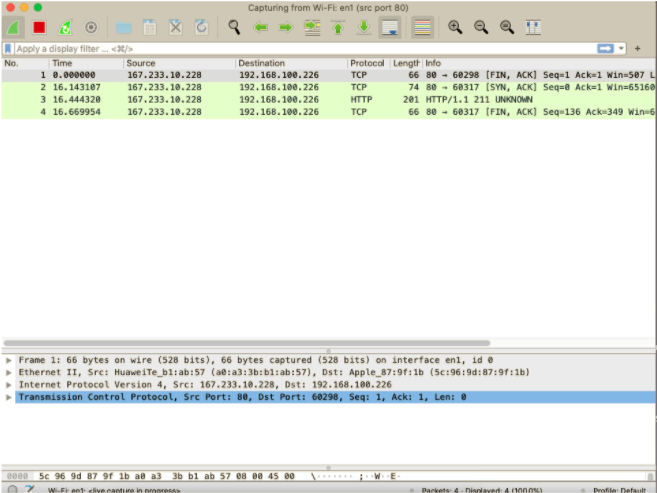 Capturing from Wi-Fi: en1 (src port 80)
Apply a display filter ... <⌘/>
No. Time Source Destination Protocol Length Info
1 0.000000 167.233.10.228 192.168.100.226 TCP 66 80 → 60298 [FIN, ACK] Seq=1 Ack=1 Win=507 L
2 16.143107 167.233.10.228 192.168.100.226 TCP 74 80 → 60317 [SYN, ACK] Seq=0 Ack=1 Win=65160
3 16.444320 167.233.10.228 192.168.100.226 HTTP 201 HTTP/1.1 211 UNKNOWN
4 16.669954 167.233.10.228 192.168.100.226 TCP 66 80 → 60317 [FIN, ACK] Seq=136 Ack=349 Win=6
Frame 1: 66 bytes on wire (528 bits), 66 bytes captured (528 bits) on interface en1, id 0
Ethernet II, Src: HuaweiTe_b1:ab:57 (a0:a3:3b:b1:ab:57), Dst: Apple_87:9f:1b (5c:96:9d:87:9f:1b)
Internet Protocol Version 4, Src: 167.233.10.228, Dst: 192.168.100.226
Transmission Control Protocol, Src Port: 80, Dst Port: 60298, Seq: 1, Ack: 1, Len: 0
0000 5c 96 9d 87 9f 1b a0 a3 3b b1 ab 57 08 00 45 00 \······· ;··W··E·
Wi-Fi: en1: <live capture in progress> Packets: 4 · Displayed: 4 (100.0%) Profile: Default